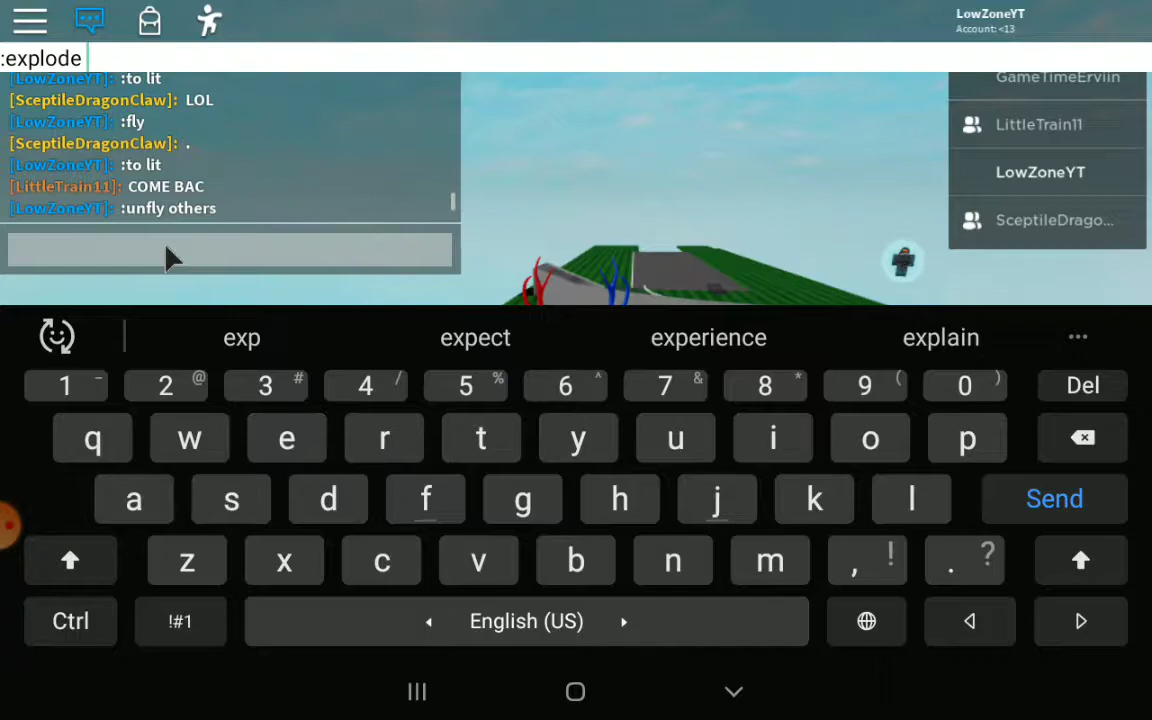 LowZoneYT
Account: <13
:explode
[LowZoneYT]: :to lit
[SceptileDragonClaw]: LOL
[LowZoneYT]: :fly
[SceptileDragonClaw]: .
[LowZoneYT]: :to lit
[LittleTrain11]: COME BAC
[LowZoneYT]: :unfly others
GameTimeErviin
LittleTrain11
LowZoneYT
SceptileDrago...
exp expect experience explain ...
1 - 2 @ 3 # 4 / 5 % 6 ^ 7 & 8 * 9 ( 0 ) Del
q w e r t y u i o p
a s d f g h j k l Send
z x c v b n m , ! . ?
Ctrl !#1 English (US)